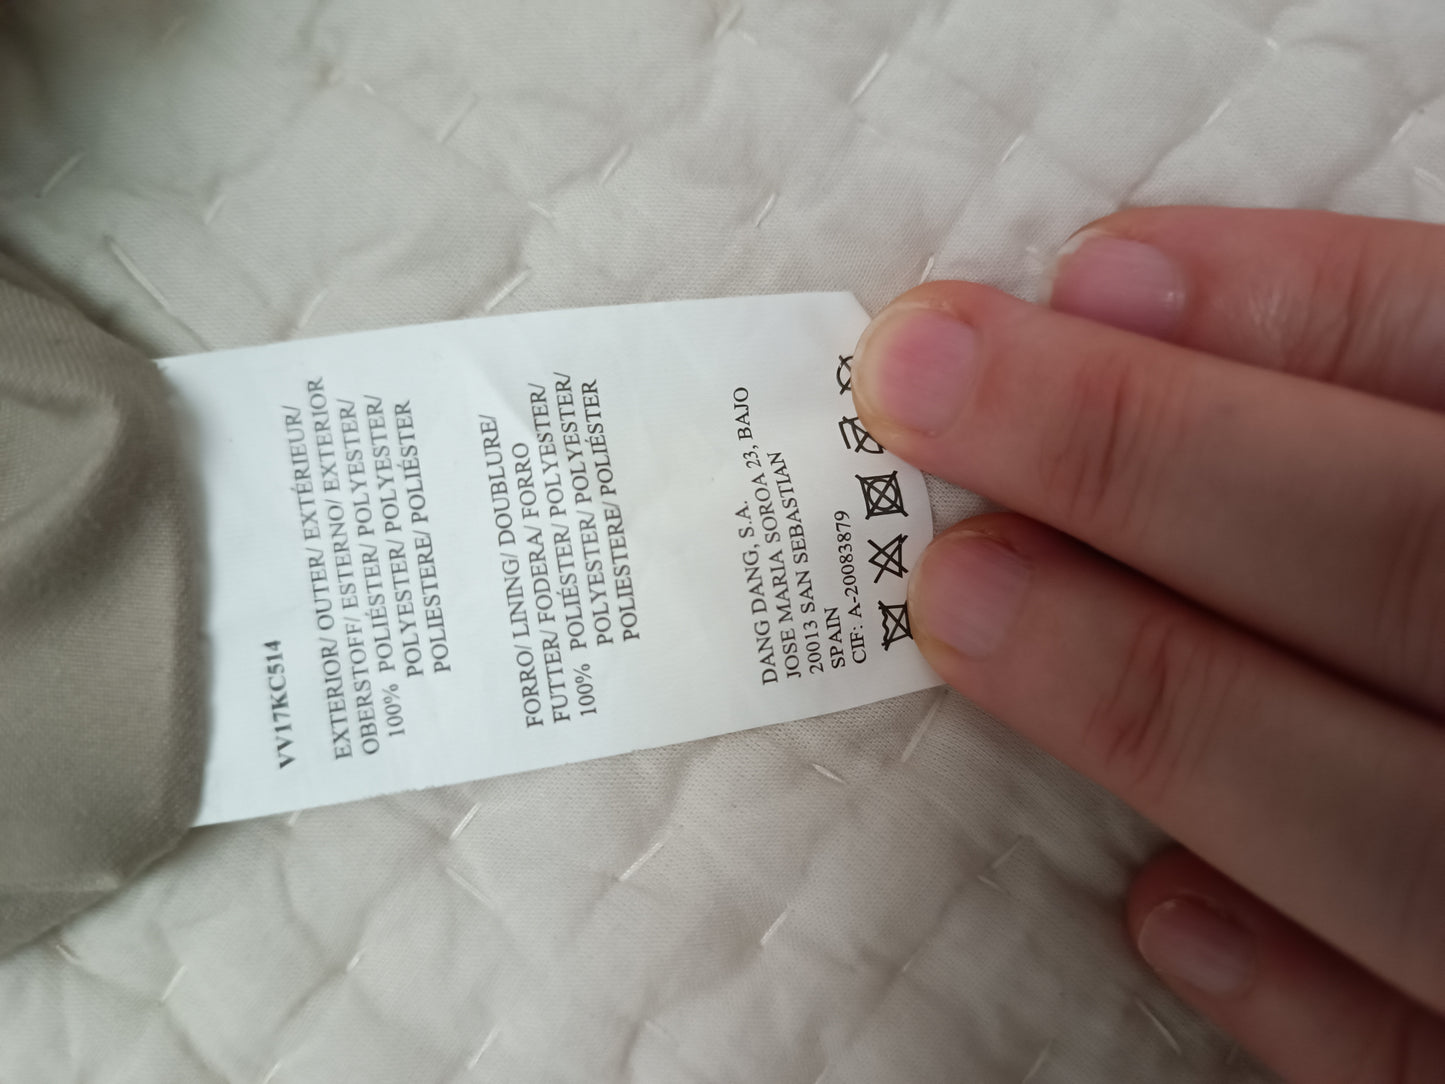 VV17KC514
EXTERIOR/ OUTER/ EXTÉRIEUR/
OBERSTOFF/ ESTERNO/ EXTERIOR
100% POLIÉSTER/ POLYESTER/
POLYESTER/ POLYESTER/
POLIESTERE/ POLIÉSTER
FORRO/ LINING/ DOUBLURE/
FUTTER/ FODERA/ FORRO
100% POLIÉSTER/ POLYESTER/
POLYESTER/ POLYESTER/
POLIESTERE/ POLIÉSTER
DANG DANG, S.A.
JOSE MARIA SOROA 23, BAJO
20013 SAN SEBASTIAN
SPAIN
CIF: A-20083879